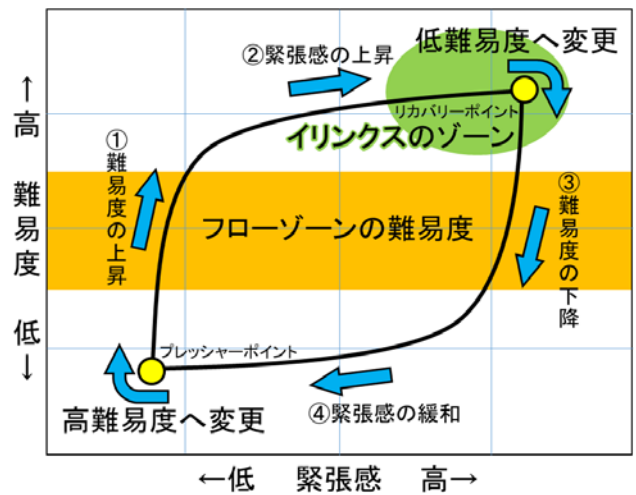 低難易度へ変更
②緊張感の上昇
リカバリーポイント
イリンクスのゾーン
①難易度の上昇
↑高 難易度 低↓
フローゾーンの難易度
③難易度の下降
プレッシャーポイント
高難易度へ変更
④緊張感の緩和
←低 緊張感 高→